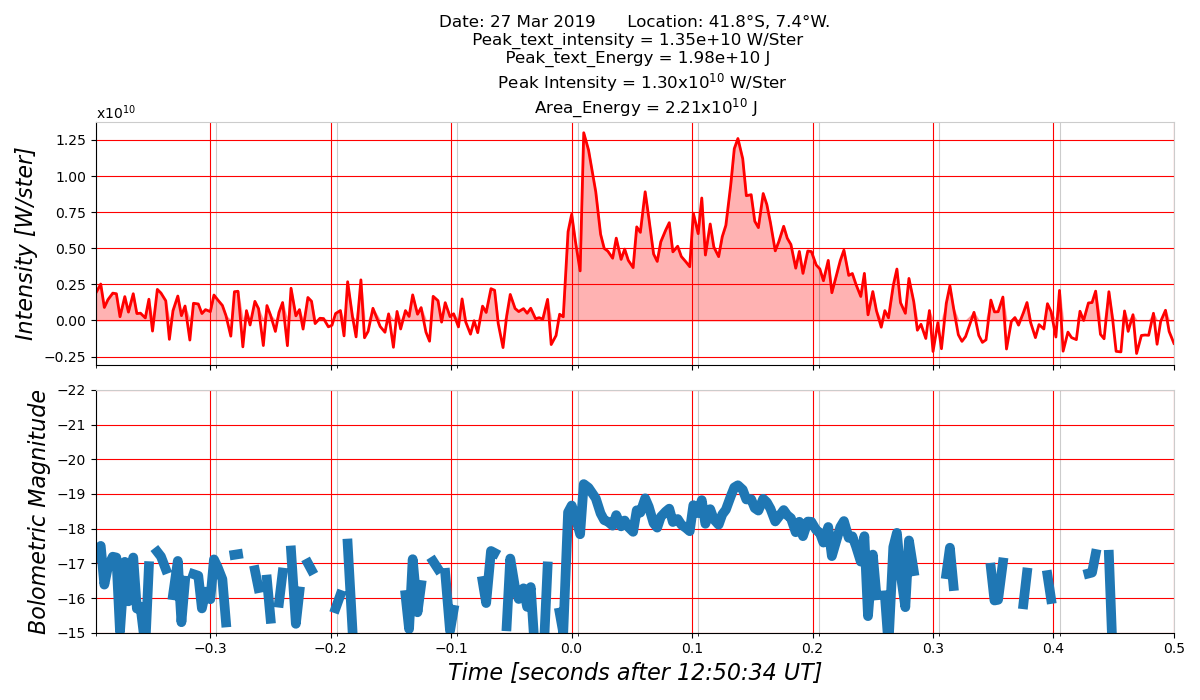 Date: 27 Mar 2019      Location: 41.8°S, 7.4°W.
Peak_text_intensity = 1.35e+10 W/Ster
Peak_text_Energy = 1.98e+10 J
Peak Intensity = 1.30x10¹⁰ W/Ster
Area_Energy = 2.21x10¹⁰ J
x10¹⁰
1.25
1.00
0.75
0.50
0.25
0.00
−0.25
Intensity [W/ster]
−22
−21
−20
−19
−18
−17
−16
−15
Bolometric Magnitude
−0.3
−0.2
−0.1
0.0
0.1
0.2
0.3
0.4
0.5
Time [seconds after 12:50:34 UT]